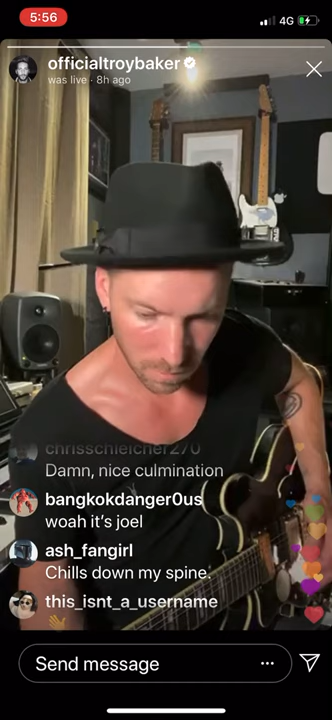 5:56
4G
officialtroybaker
was live · 8h ago
chrisschleicher270
Damn, nice culmination
bangkokdanger0us
woah it's joel
ash_fangirl
Chills down my spine.
this_isnt_a_username
👋
Send message